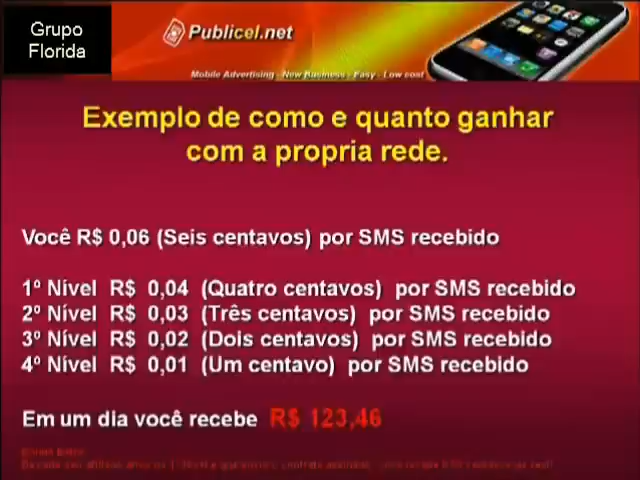 Grupo
Florida
Publicel.net
Mobile Advertising - New Business - Easy - Low cost
Exemplo de como e quanto ganhar
com a propria rede.
Você R$ 0,06 (Seis centavos) por SMS recebido
1º Nível R$ 0,04 (Quatro centavos) por SMS recebido
2º Nível R$ 0,03 (Três centavos) por SMS recebido
3º Nível R$ 0,02 (Dois centavos) por SMS recebido
4º Nível R$ 0,01 (Um centavo) por SMS recebido
Em um dia você recebe R$ 123,46